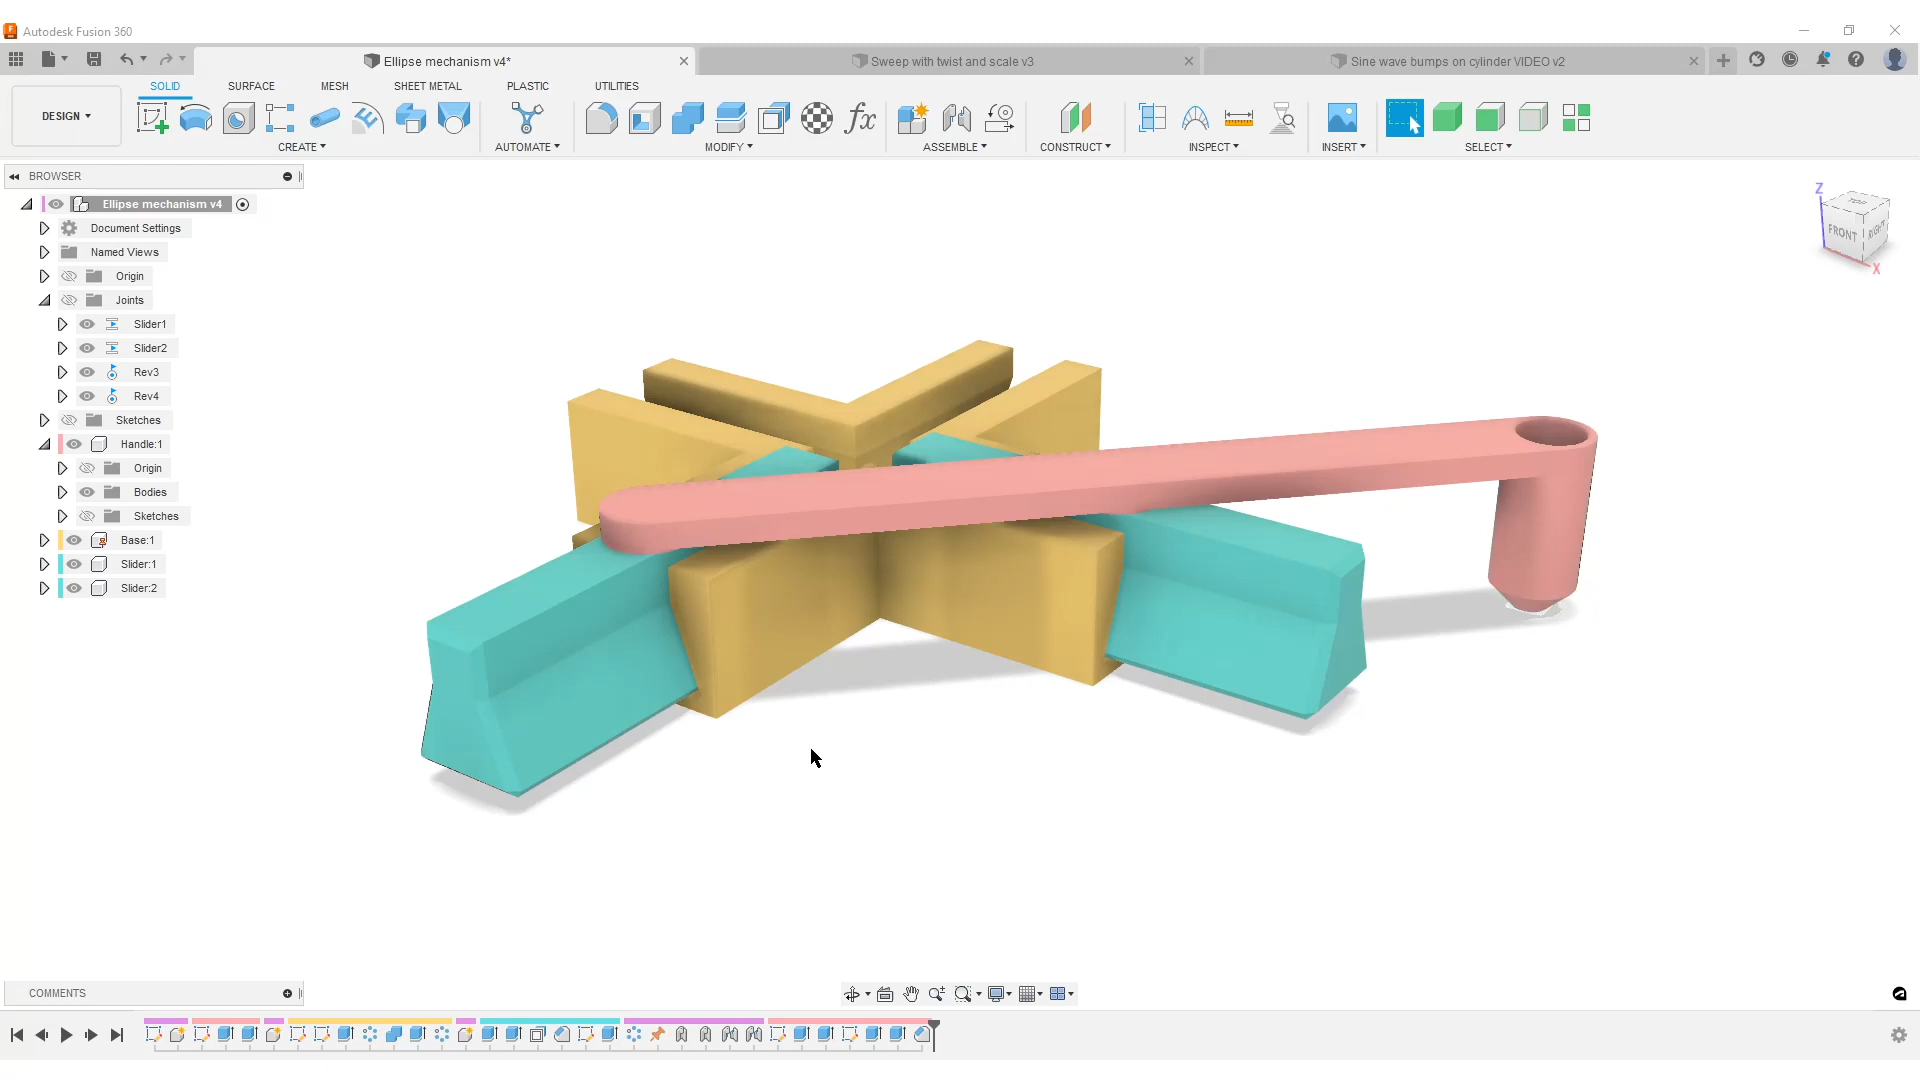 Autodesk Fusion 360
Ellipse mechanism v4*
Sweep with twist and scale v3
Sine wave bumps on cylinder VIDEO v2
SOLID
SURFACE
MESH
SHEET METAL
PLASTIC
UTILITIES
DESIGN
CREATE
AUTOMATE
MODIFY
fx
ASSEMBLE
CONSTRUCT
INSPECT
INSERT
SELECT
BROWSER
Ellipse mechanism v4
Document Settings
Named Views
Origin
Joints
Slider1
Slider2
Rev3
Rev4
Sketches
Handle:1
Origin
Bodies
Sketches
Base:1
Slider:1
Slider:2
Z
TOP
FRONT
RIGHT
X
COMMENTS